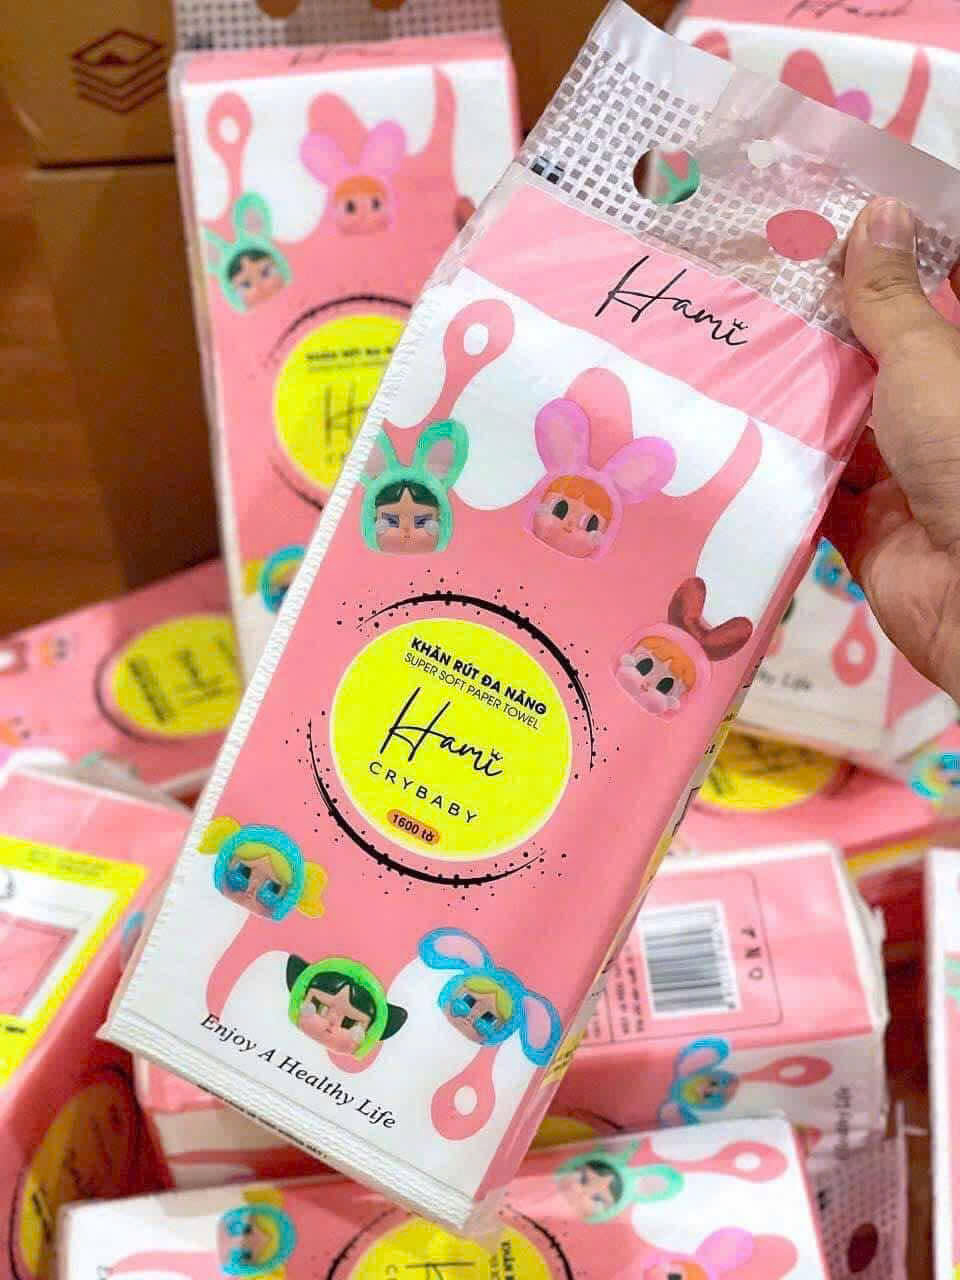 Hami
KHĂN RÚT ĐA NĂNG
SUPER SOFT PAPER TOWEL
Hami
CRYBABY
1600 tờ
Enjoy A Healthy Life